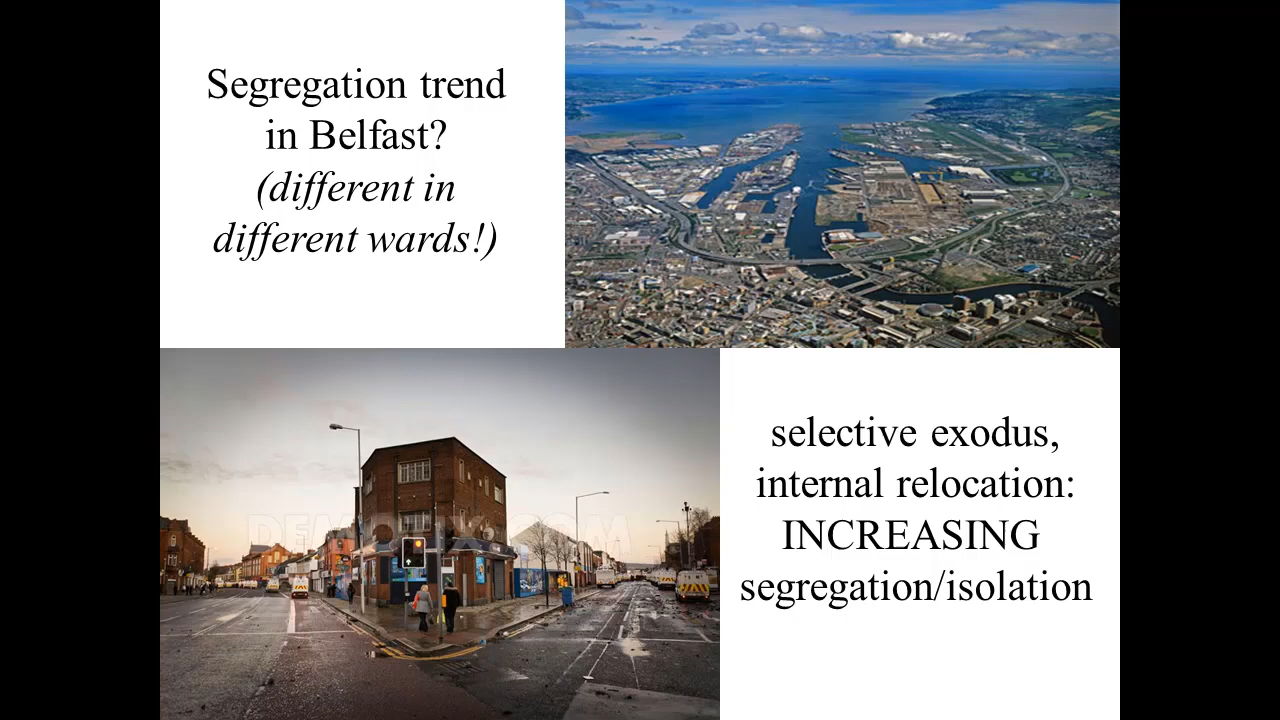 Segregation trend
in Belfast?
(different in
different wards!)
selective exodus,
internal relocation:
INCREASING
segregation/isolation